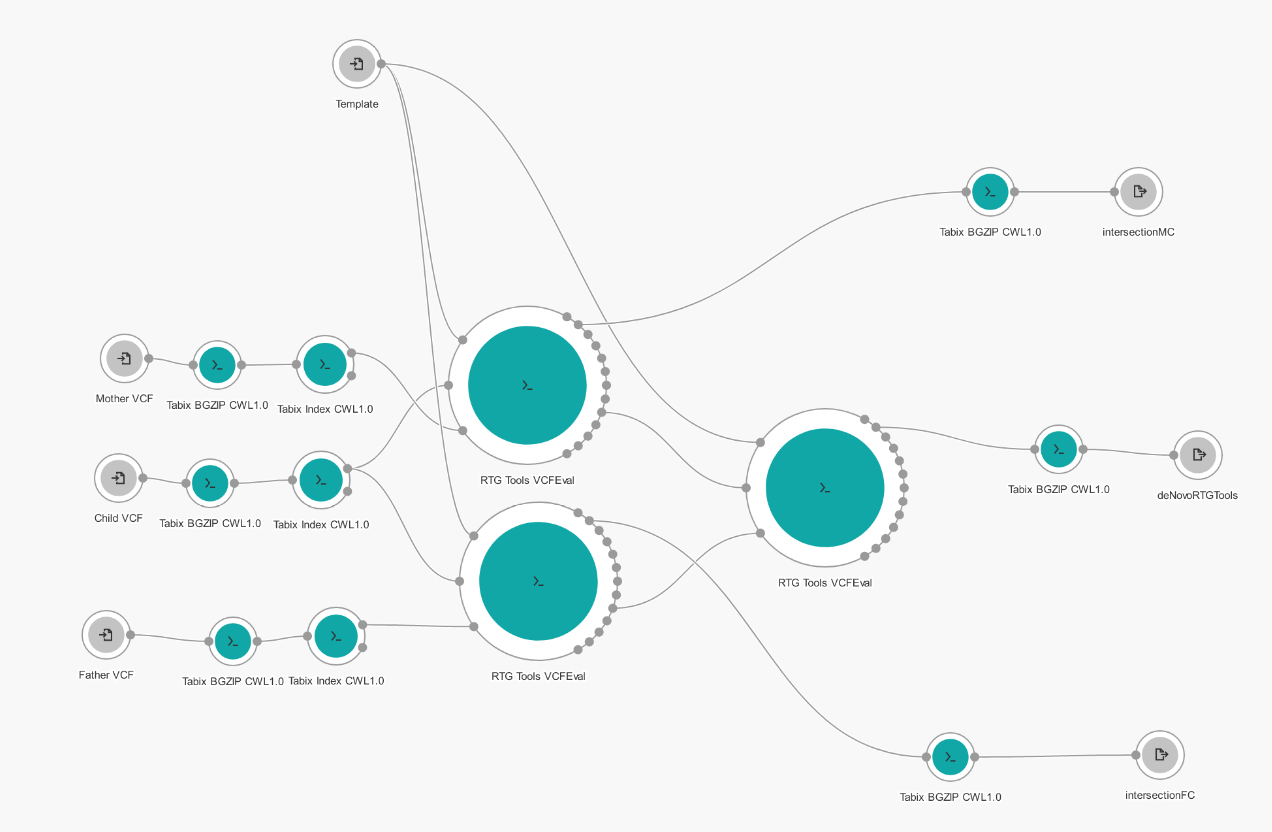 Template
Tabix BGZIP CWL1.0
intersectionMC
Mother VCF
Tabix BGZIP CWL1.0
Tabix Index CWL1.0
RTG Tools VCFEval
Child VCF
Tabix BGZIP CWL1.0
Tabix Index CWL1.0
Tabix BGZIP CWL1.0
deNovoRTGTools
RTG Tools VCFEval
Father VCF
Tabix BGZIP CWL1.0
Tabix Index CWL1.0
RTG Tools VCFEval
Tabix BGZIP CWL1.0
intersectionFC